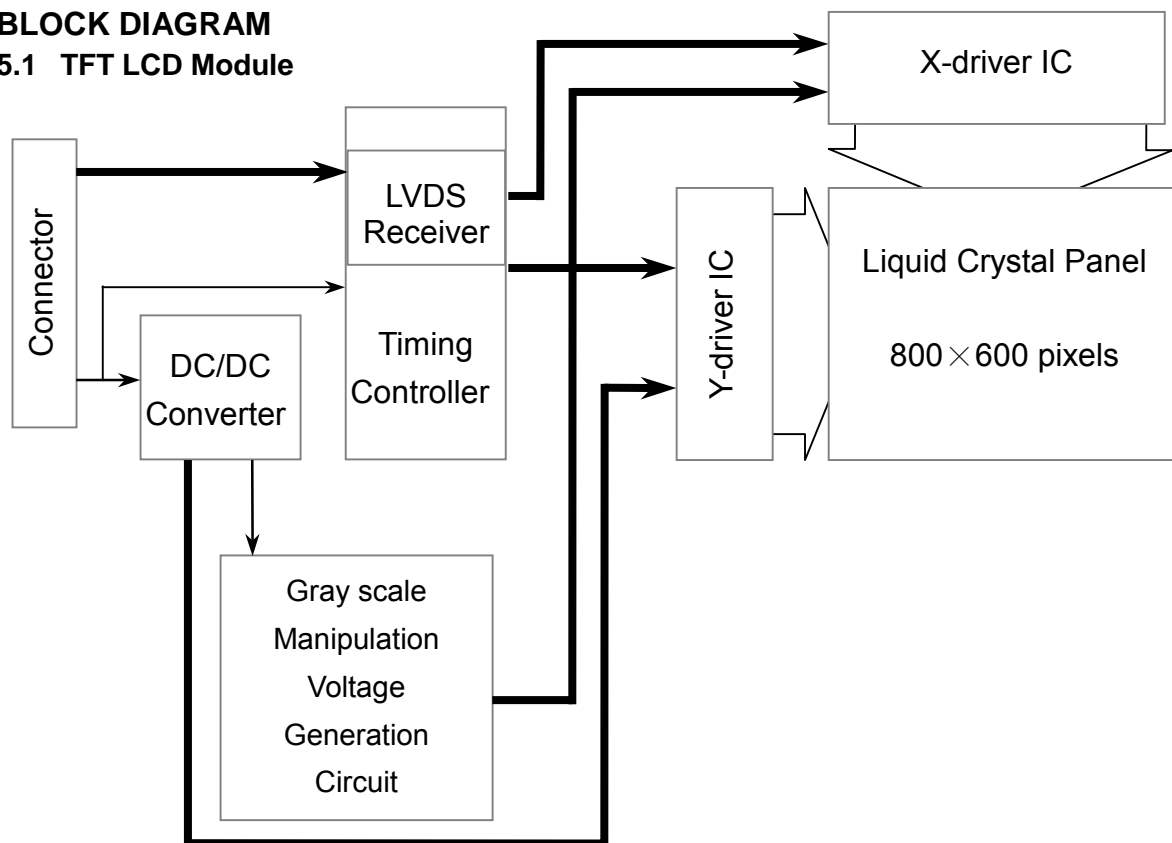 BLOCK DIAGRAM
5.1 TFT LCD Module
X-driver IC
Connector
LVDS
Receiver
Timing
Controller
DC/DC
Converter
Y-driver IC
Liquid Crystal Panel
800×600 pixels
Gray scale
Manipulation
Voltage
Generation
Circuit